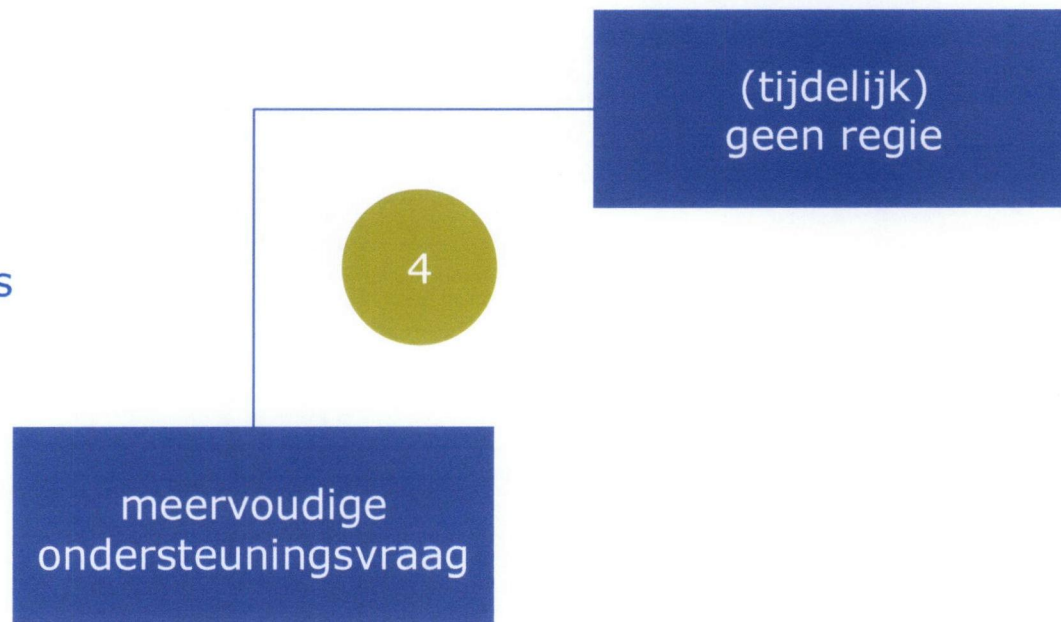 (tijdelijk)
geen regie
4
s
meervoudige
ondersteuningsvraag